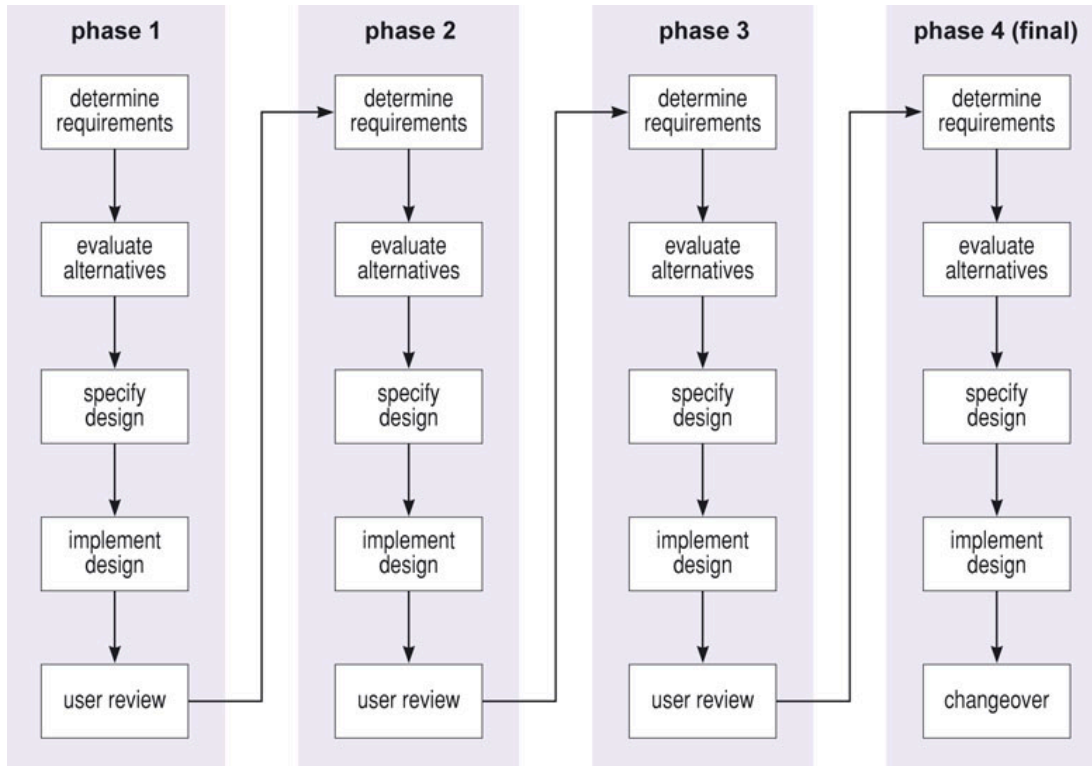 phase 1
determine
requirements
evaluate
alternatives
specify
design
implement
design
user review
phase 2
determine
requirements
evaluate
alternatives
specify
design
implement
design
user review
phase 3
determine
requirements
evaluate
alternatives
specify
design
implement
design
user review
phase 4 (final)
determine
requirements
evaluate
alternatives
specify
design
implement
design
changeover